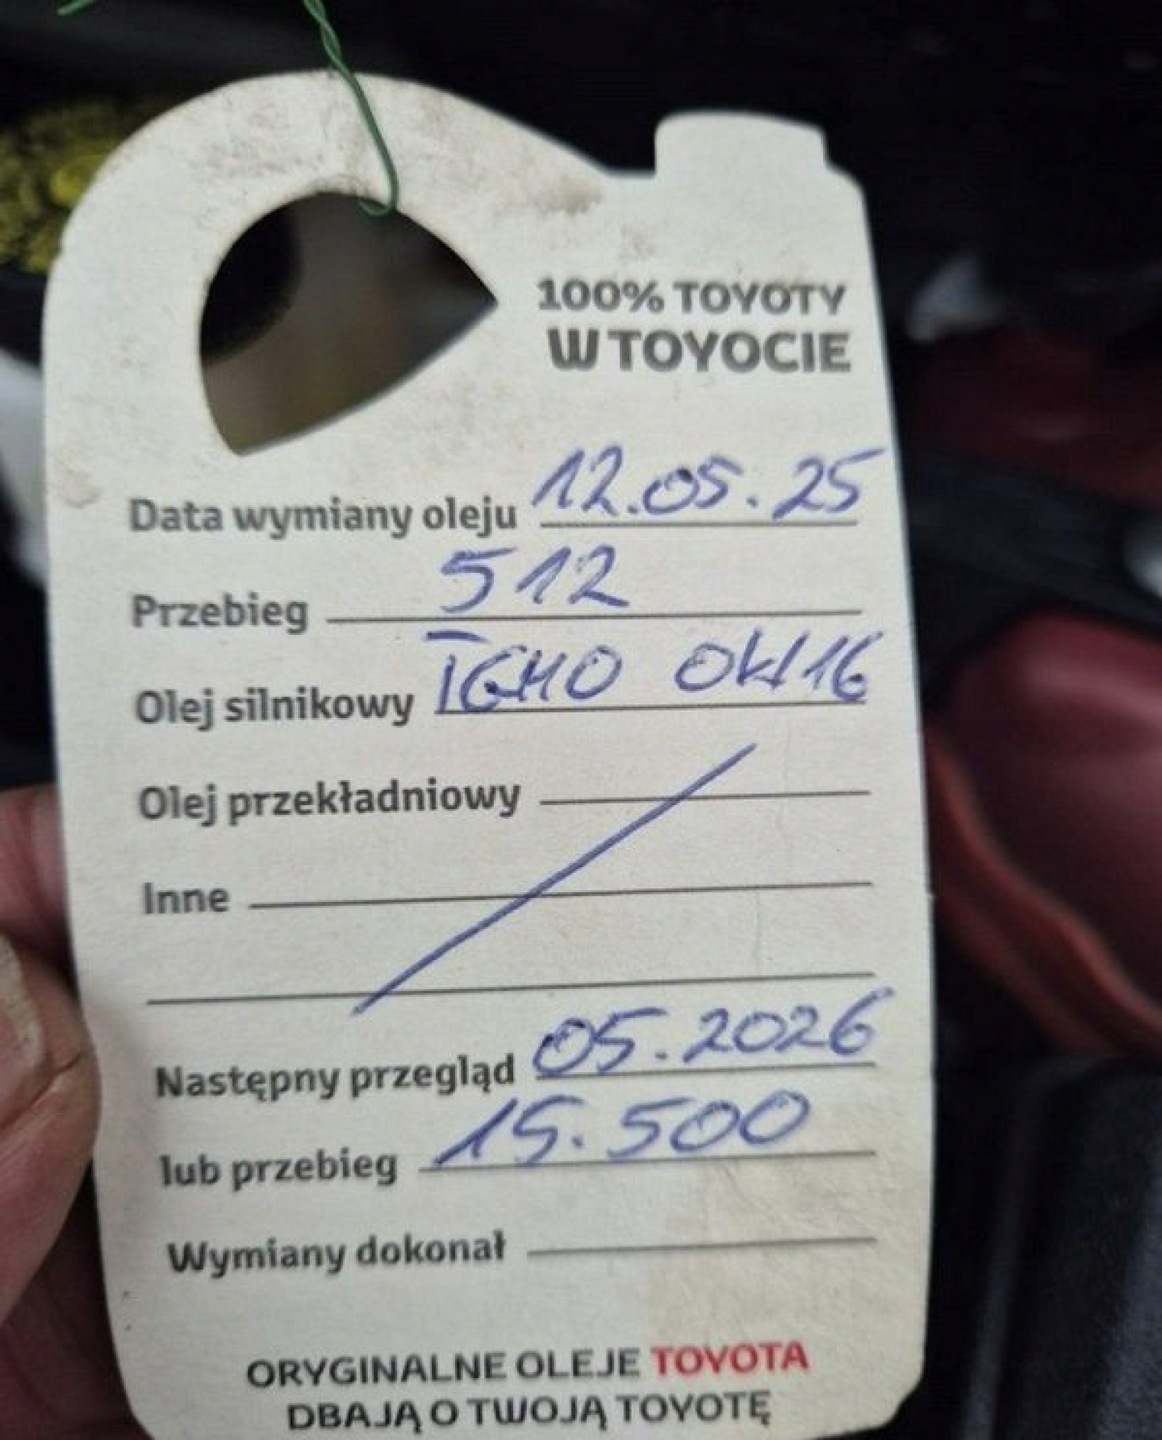 100% TOYOTY
W TOYOCIE
Data wymiany oleju 12.05.25
Przebieg 512
Olej silnikowy 0W16
Olej przekładniowy
Inne
Następny przegląd 05.2026
lub przebieg 15.500
Wymiany dokonał
ORYGINALNE OLEJE TOYOTA
DBAJĄ O TWOJĄ TOYOTĘ